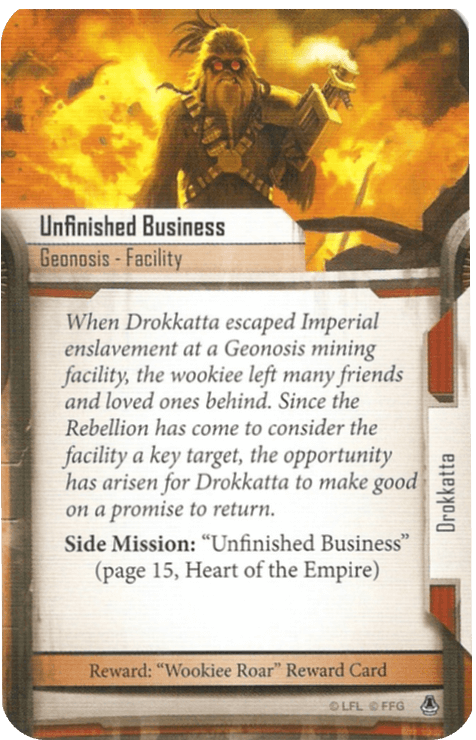 Unfinished Business
Geonosis - Facility
When Drokkatta escaped Imperial
enslavement at a Geonosis mining
facility, the wookiee left many friends
and loved ones behind. Since the
Rebellion has come to consider the
facility a key target, the opportunity
has arisen for Drokkatta to make good
on a promise to return.
Side Mission: “Unfinished Business”
(page 15, Heart of the Empire)
Drokkatta
Reward: “Wookiee Roar” Reward Card
© LFL © FFG